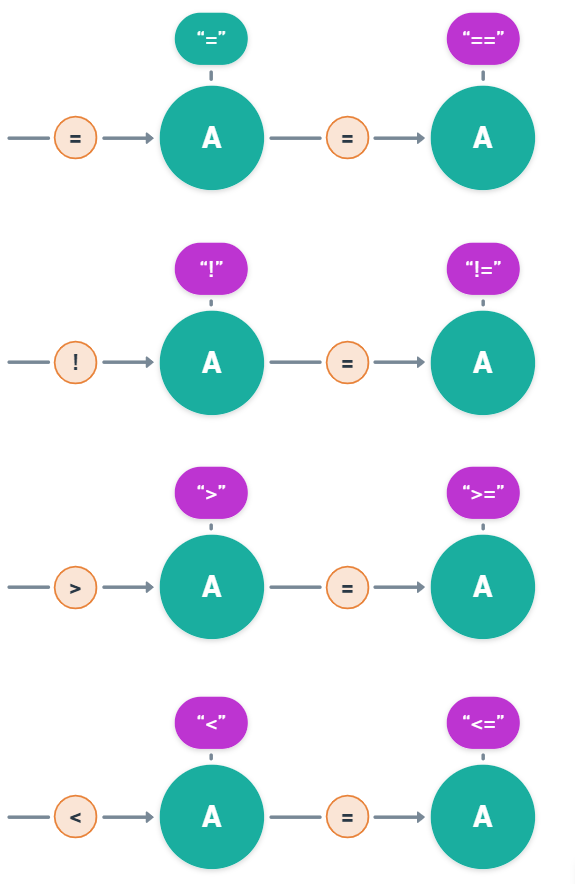 “=” “==”
= A = A
“!” “!=”
! A = A
“>” “>=”
> A = A
“<” “<=”
< A = A